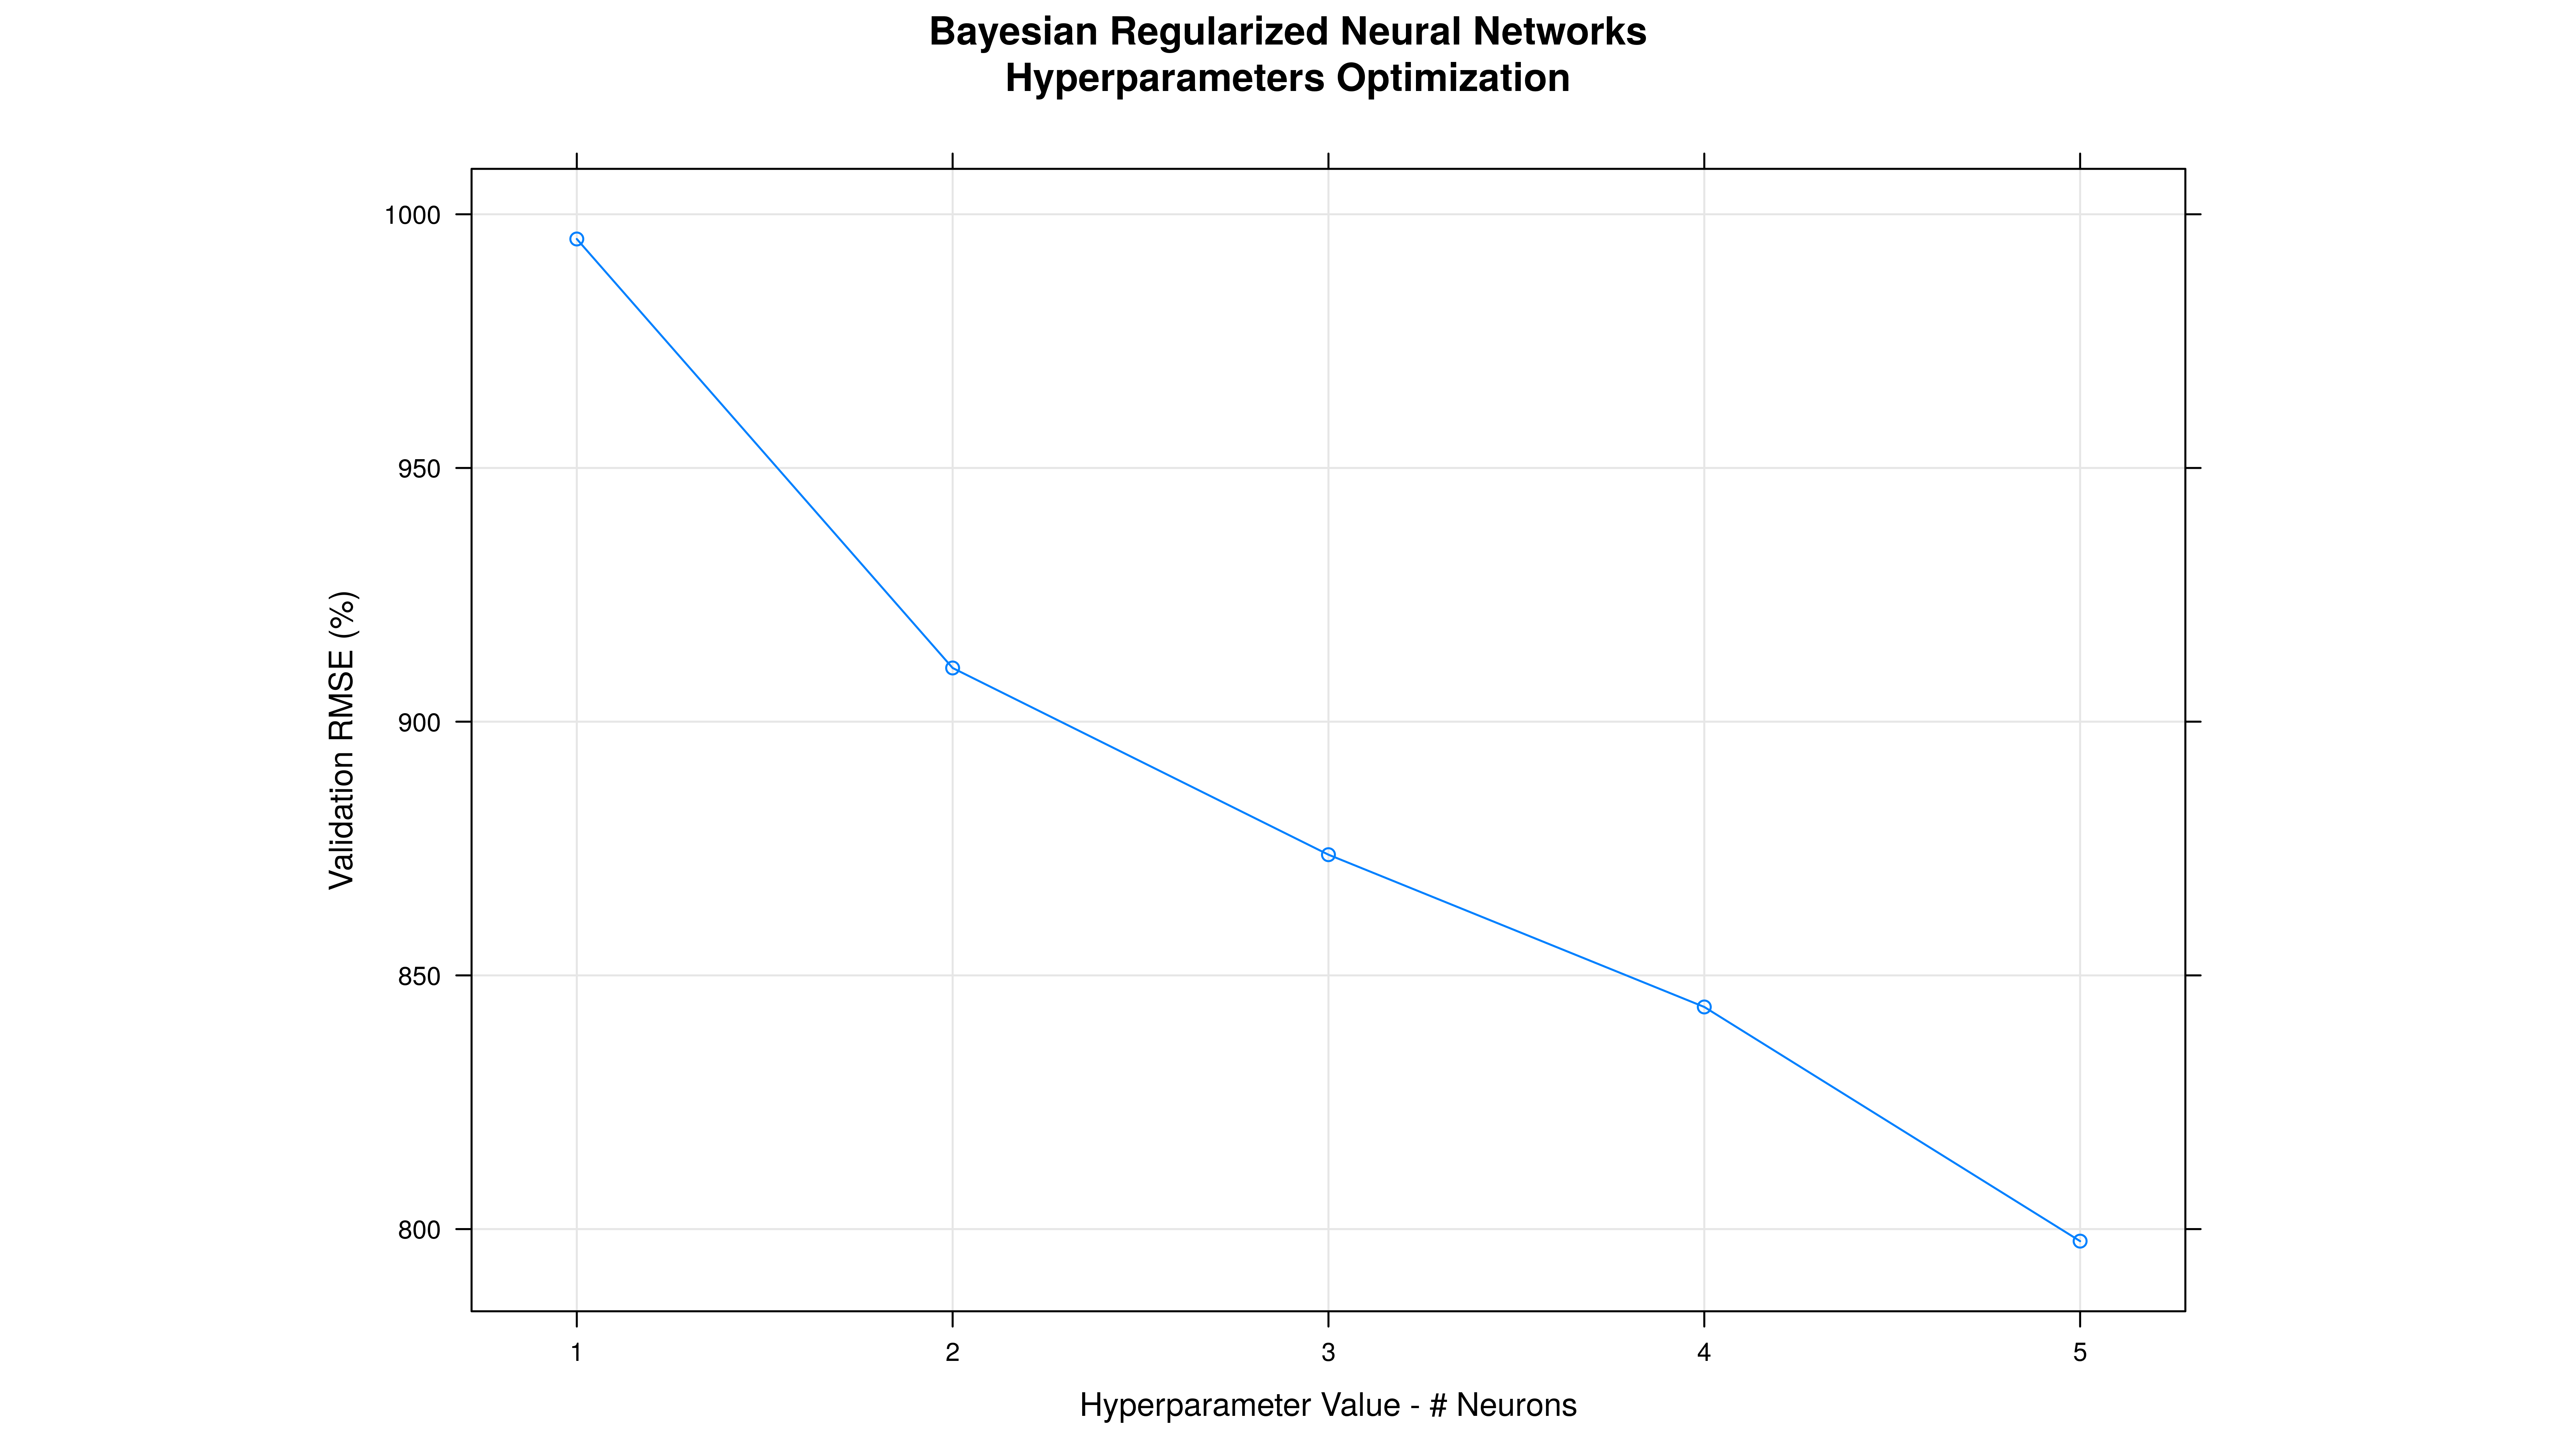 Bayesian Regularized Neural Networks
Hyperparameters Optimization
1000
950
900
850
800
Validation RMSE (%)
1
2
3
4
5
Hyperparameter Value - # Neurons